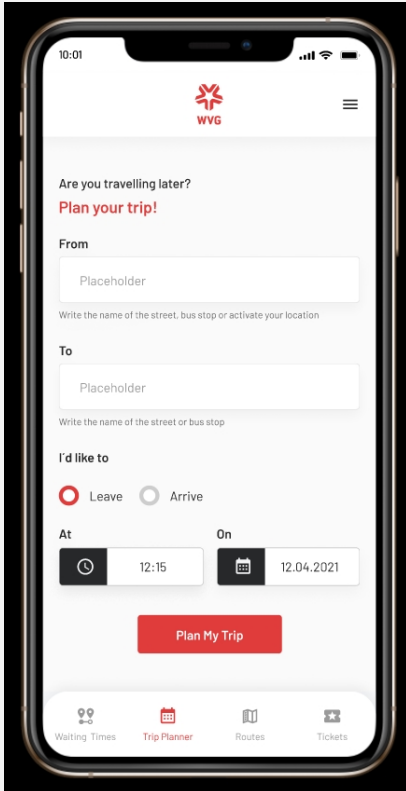 10:01
WVG
Are you travelling later?
Plan your trip!
From
Placeholder
Write the name of the street, bus stop or activate your location
To
Placeholder
Write the name of the street or bus stop
I´d like to
Leave Arrive
At On
12:15 12.04.2021
Plan My Trip
Waiting Times Trip Planner Routes Tickets